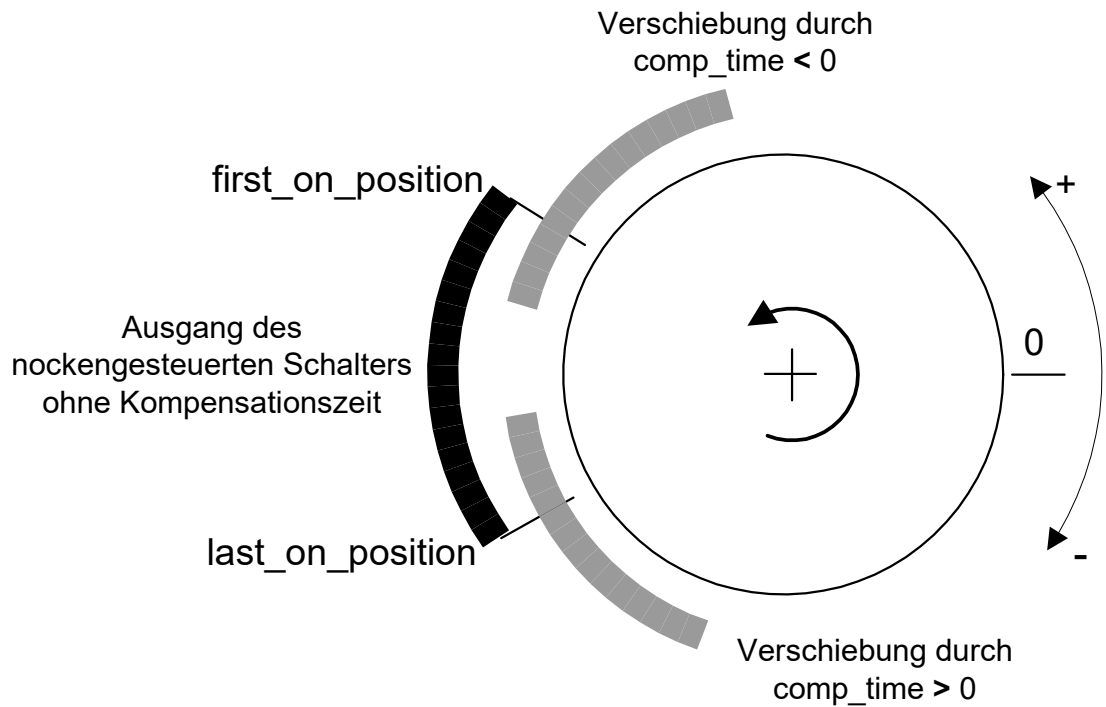 Verschiebung durch
comp_time < 0
first_on_position
+
Ausgang des
nockengesteuerten Schalters
ohne Kompensationszeit
0
last_on_position
-
Verschiebung durch
comp_time > 0